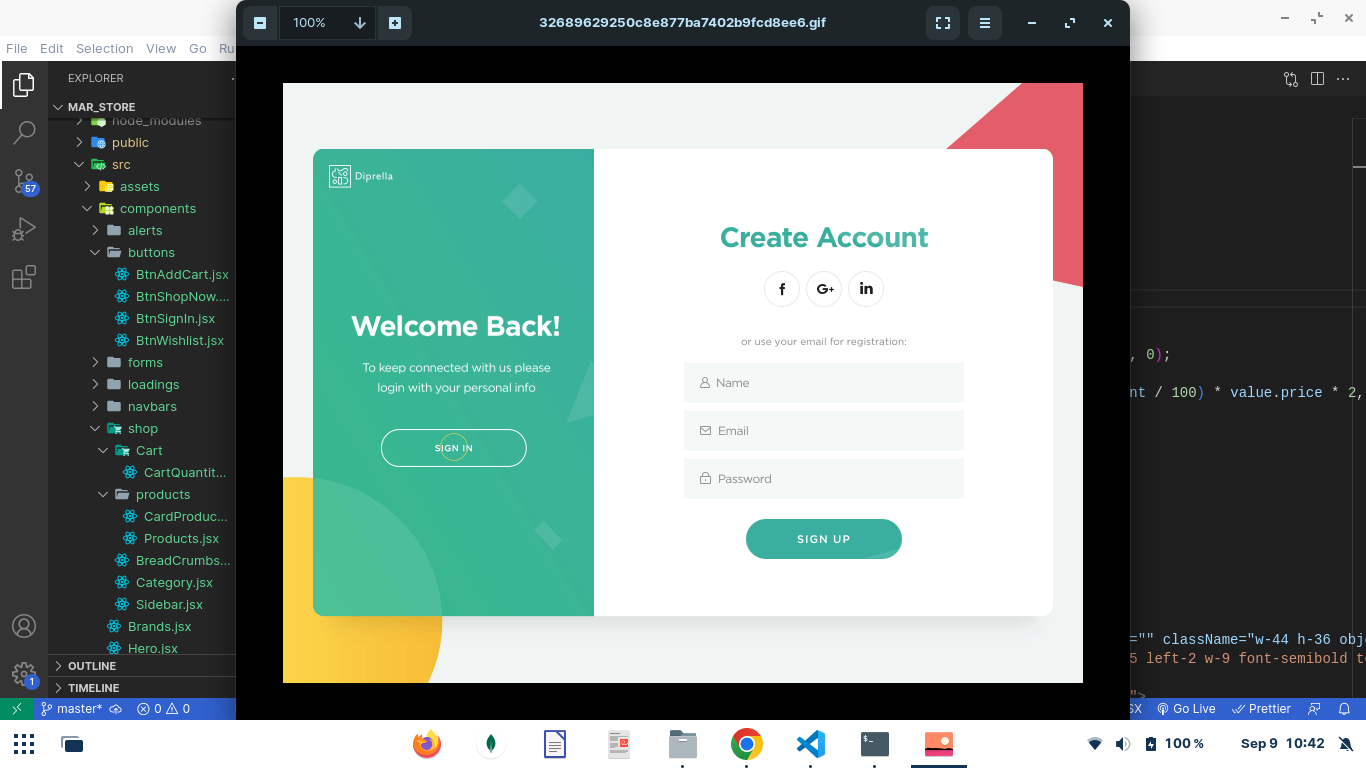 100%
32689629250c8e877ba7402b9fcd8ee6.gif
File Edit Selection View Go Ru
EXPLORER
MAR_STORE
node_modules
public
src
assets
components
alerts
buttons
BtnAddCart.jsx
BtnShopNow....
BtnSignIn.jsx
BtnWishlist.jsx
forms
loadings
navbars
shop
Cart
CartQuantit...
products
CardProduc...
Products.jsx
BreadCrumbs...
Category.jsx
Sidebar.jsx
Brands.jsx
Hero.jsx
OUTLINE
TIMELINE
57
1
Diprella
Welcome Back!
To keep connected with us please
login with your personal info
SIGN IN
Create Account
f G+ in
or use your email for registration:
Name
Email
Password
SIGN UP
, 0);
nt / 100) * value.price * 2,
="" className="w-44 h-36 obj
5 left-2 w-9 font-semibold t
">
master* 0 0
SX Go Live Prettier
100 % Sep 9 10:42